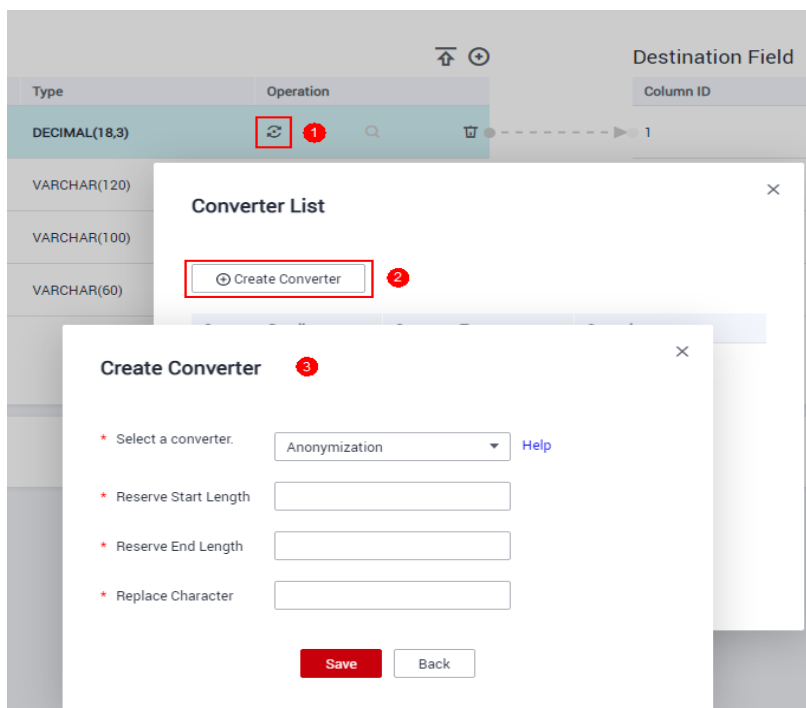 Destination Field
Type
Operation
Column ID
DECIMAL(18,3)
1
1
VARCHAR(120)
Converter List
VARCHAR(100)
Create Converter
2
VARCHAR(60)
Create Converter
3
* Select a converter.
Anonymization
Help
* Reserve Start Length
* Reserve End Length
* Replace Character
Save
Back